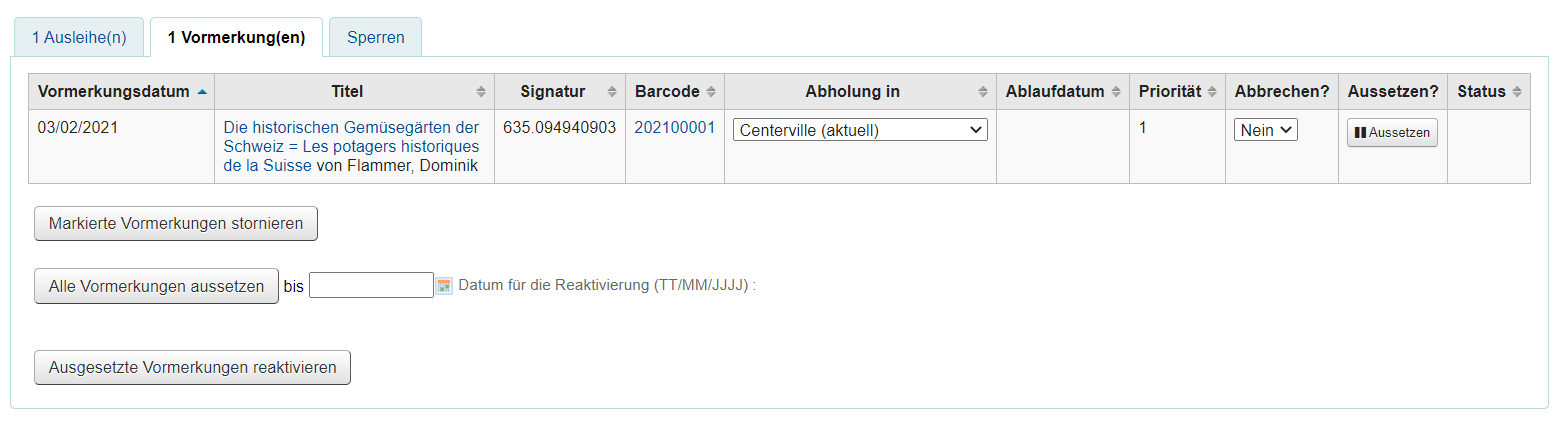 1 Ausleihe(n) 1 Vormerkung(en) Sperren
Vormerkungsdatum Titel Signatur Barcode Abholung in Ablaufdatum Priorität Abbrechen? Aussetzen? Status
03/02/2021 Die historischen Gemüsegärten der 635.094940903 202100001 Centerville (aktuell) 1 Nein Aussetzen
Schweiz = Les potagers historiques
de la Suisse von Flammer, Dominik
Markierte Vormerkungen stornieren
Alle Vormerkungen aussetzen bis Datum für die Reaktivierung (TT/MM/JJJJ) :
Ausgesetzte Vormerkungen reaktivieren